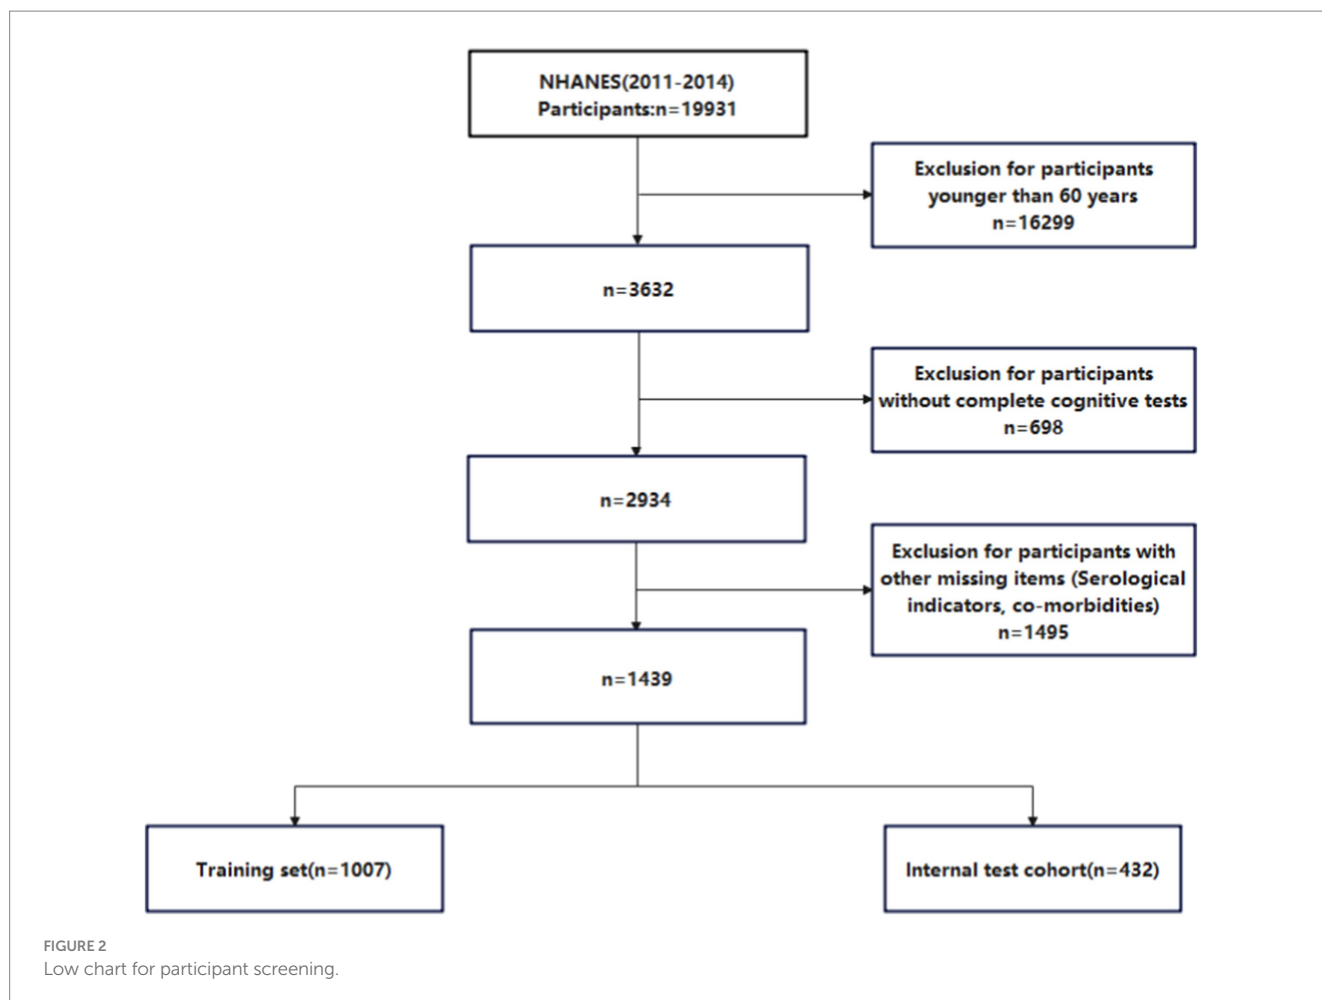 NHANES(2011-2014)
Participants:n=19931
Exclusion for participants
younger than 60 years
n=16299
n=3632
Exclusion for participants
without complete cognitive tests
n=698
n=2934
Exclusion for participants with
other missing items (Serological
indicators, co-morbidities)
n=1495
n=1439
Training set(n=1007)
Internal test cohort(n=432)
FIGURE 2
Low chart for participant screening.